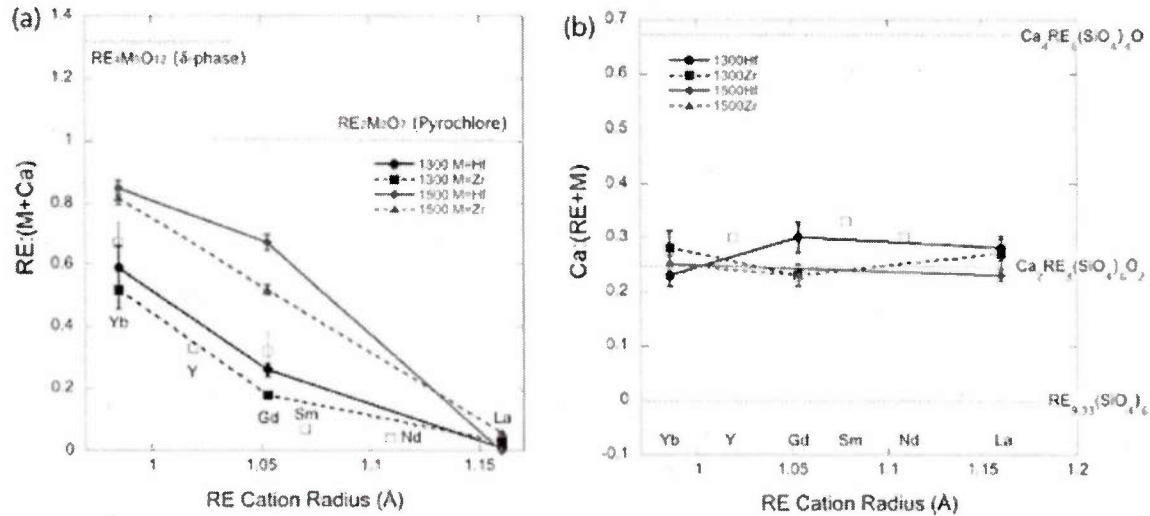 (a)
1.4
1.2
1
0.8
0.6
0.4
0.2
0
RE:(M+Ca)
RE4M3O12 (δ-phase)
RE2M2O7 (Pyrochlore)
1300 M=Hf
1300 M=Zr
1500 M=Hf
1500 M=Zr
Yb
Y
Gd
Sm
Nd
La
1
1.05
1.1
1.15
RE Cation Radius (Å)
(b)
0.7
0.6
0.5
0.4
0.3
0.2
0.1
0
-0.1
Ca:(RE+M)
1300Hf
1300Zr
1500Hf
1500Zr
Ca4RE6(SiO4)4O
Ca2RE8(SiO4)6O2
RE9.33(SiO4)6
Yb
Y
Gd
Sm
Nd
La
1
1.05
1.1
1.15
1.2
RE Cation Radius (Å)